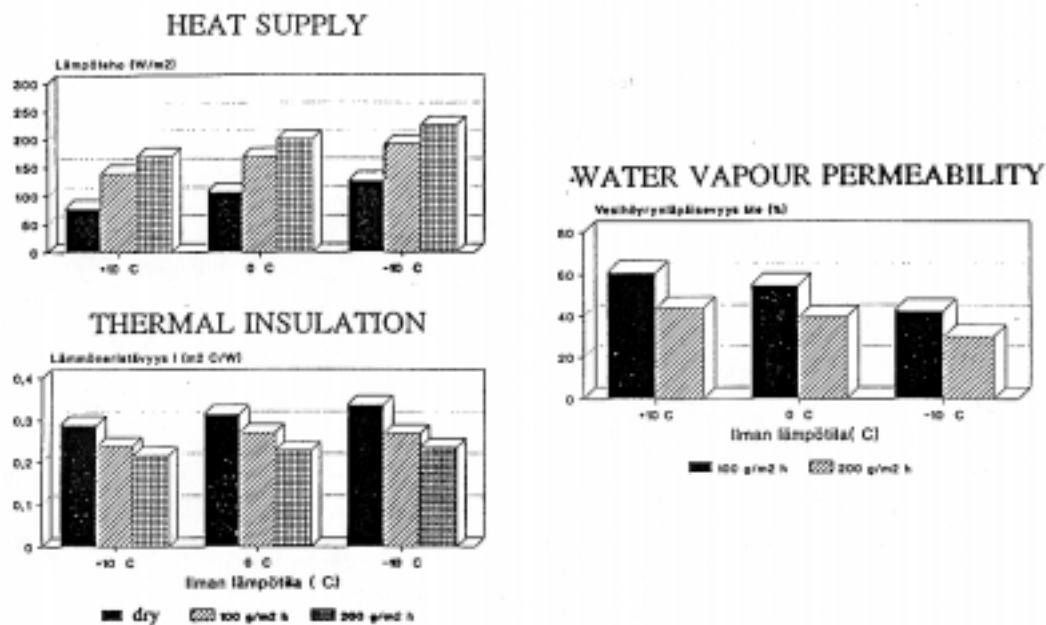 HEAT SUPPLY
Lämpöteho (W/m2)
300
250
200
150
100
50
0
+10 C
0 C
-10 C
THERMAL INSULATION
Lämmöneristävyys I (m2 C/W)
0,4
0,3
0,2
0,1
0
+10 C
0 C
-10 C
Ilman lämpötila ( C)
dry
100 g/m2 h
200 g/m2 h
WATER VAPOUR PERMEABILITY
Vesihöyrynläpäisevyys (%)
80
60
40
20
0
+10 C
0 C
-10 C
Ilman lämpötila( C)
100 g/m2 h
200 g/m2 h